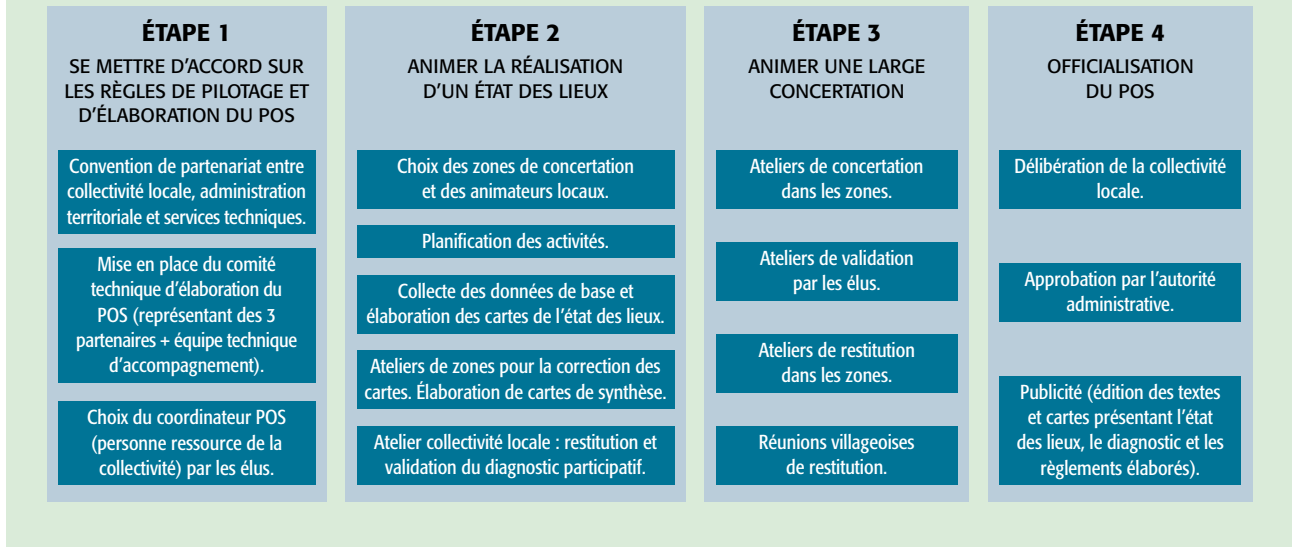 ÉTAPE 1
SE METTRE D'ACCORD SUR
LES RÈGLES DE PILOTAGE ET
D'ÉLABORATION DU POS
Convention de partenariat entre
collectivité locale, administration
territoriale et services techniques.
Mise en place du comité
technique d'élaboration du
POS (représentant des 3
partenaires + équipe technique
d'accompagnement).
Choix du coordinateur POS
(personne ressource de la
collectivité) par les élus.
ÉTAPE 2
ANIMER LA RÉALISATION
D'UN ÉTAT DES LIEUX
Choix des zones de concertation
et des animateurs locaux.
Planification des activités.
Collecte des données de base et
élaboration des cartes de l'état des lieux.
Ateliers de zones pour la correction des
cartes. Élaboration de cartes de synthèse.
Atelier collectivité locale : restitution et
validation du diagnostic participatif.
ÉTAPE 3
ANIMER UNE LARGE
CONCERTATION
Ateliers de concertation
dans les zones.
Ateliers de validation
par les élus.
Ateliers de restitution
dans les zones.
Réunions villageoises
de restitution.
ÉTAPE 4
OFFICIALISATION
DU POS
Délibération de la collectivité
locale.
Approbation par l'autorité
administrative.
Publicité (édition des textes
et cartes présentant l'état
des lieux, le diagnostic et les
règlements élaborés).